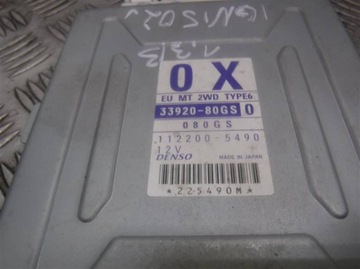 IGNIS 02
1.3
0 X
EU MT 2WD TYPE6
33920-80GS 0
080GS
112200-5490
12V
DENSO MADE IN JAPAN
*225490M*